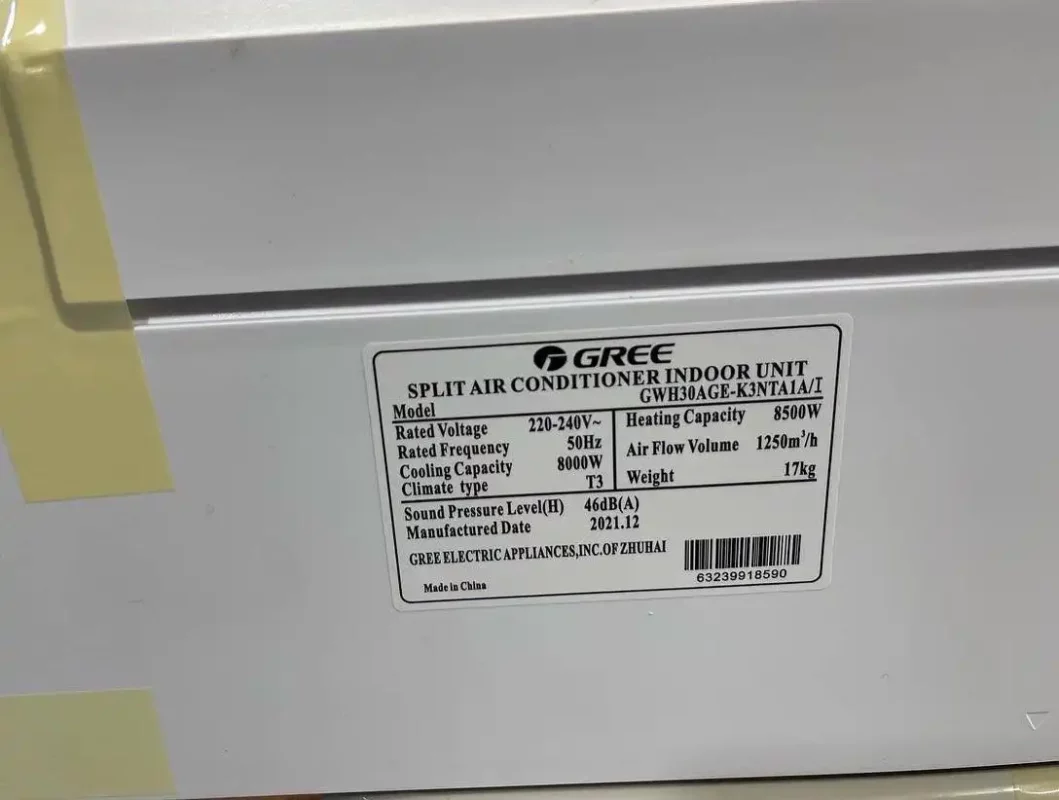 GREE
SPLIT AIR CONDITIONER INDOOR UNIT
Model GWH30AGE-K3NTA1A/I
Rated Voltage 220-240V~
Rated Frequency 50Hz
Cooling Capacity 8000W
Climate type T3
Heating Capacity 8500W
Air Flow Volume 1250m³/h
Weight 17kg
Sound Pressure Level(H) 46dB(A)
Manufactured Date 2021.12
GREE ELECTRIC APPLIANCES,INC.OF ZHUHAI
63239918590
Made in China